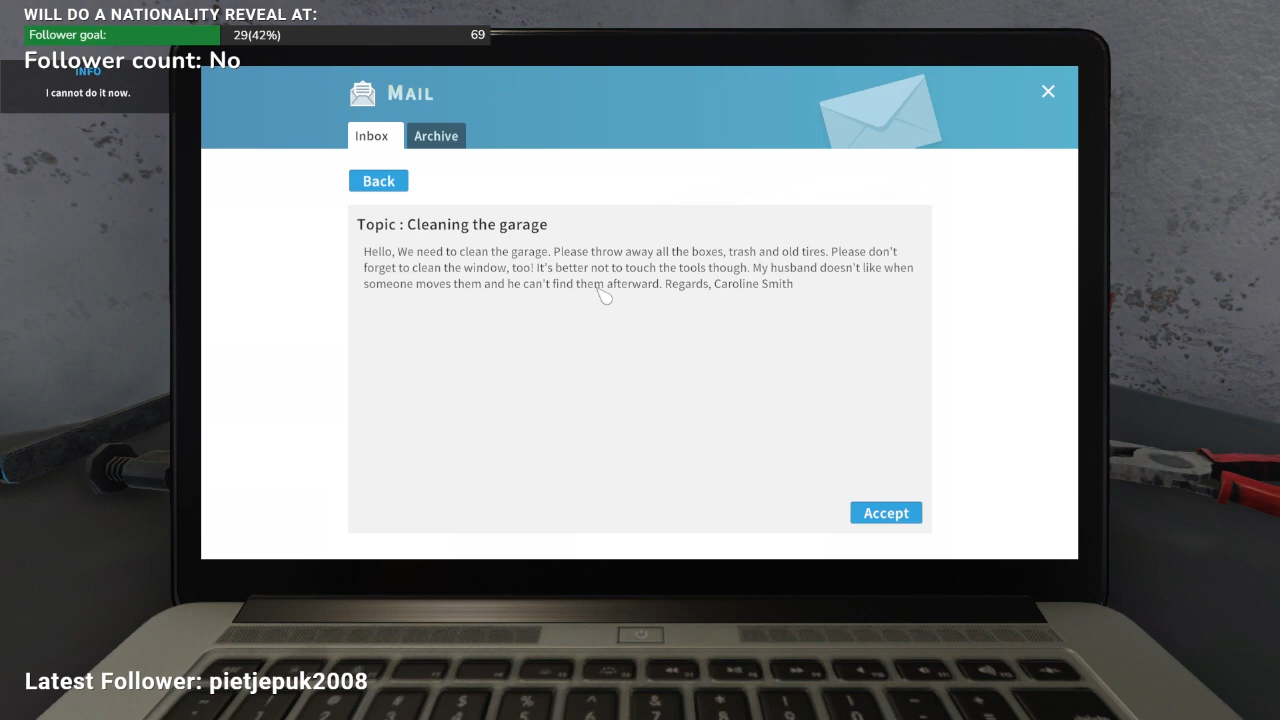 WILL DO A NATIONALITY REVEAL AT:
Follower goal: 29(42%) 69
Follower count: No
INFO
I cannot do it now.
MAIL
Inbox Archive
Back
Topic : Cleaning the garage
Hello, We need to clean the garage. Please throw away all the boxes, trash and old tires. Please don't
forget to clean the window, too! It's better not to touch the tools though. My husband doesn't like when
someone moves them and he can't find them afterward. Regards, Caroline Smith
Accept
Latest Follower: pietjepuk2008